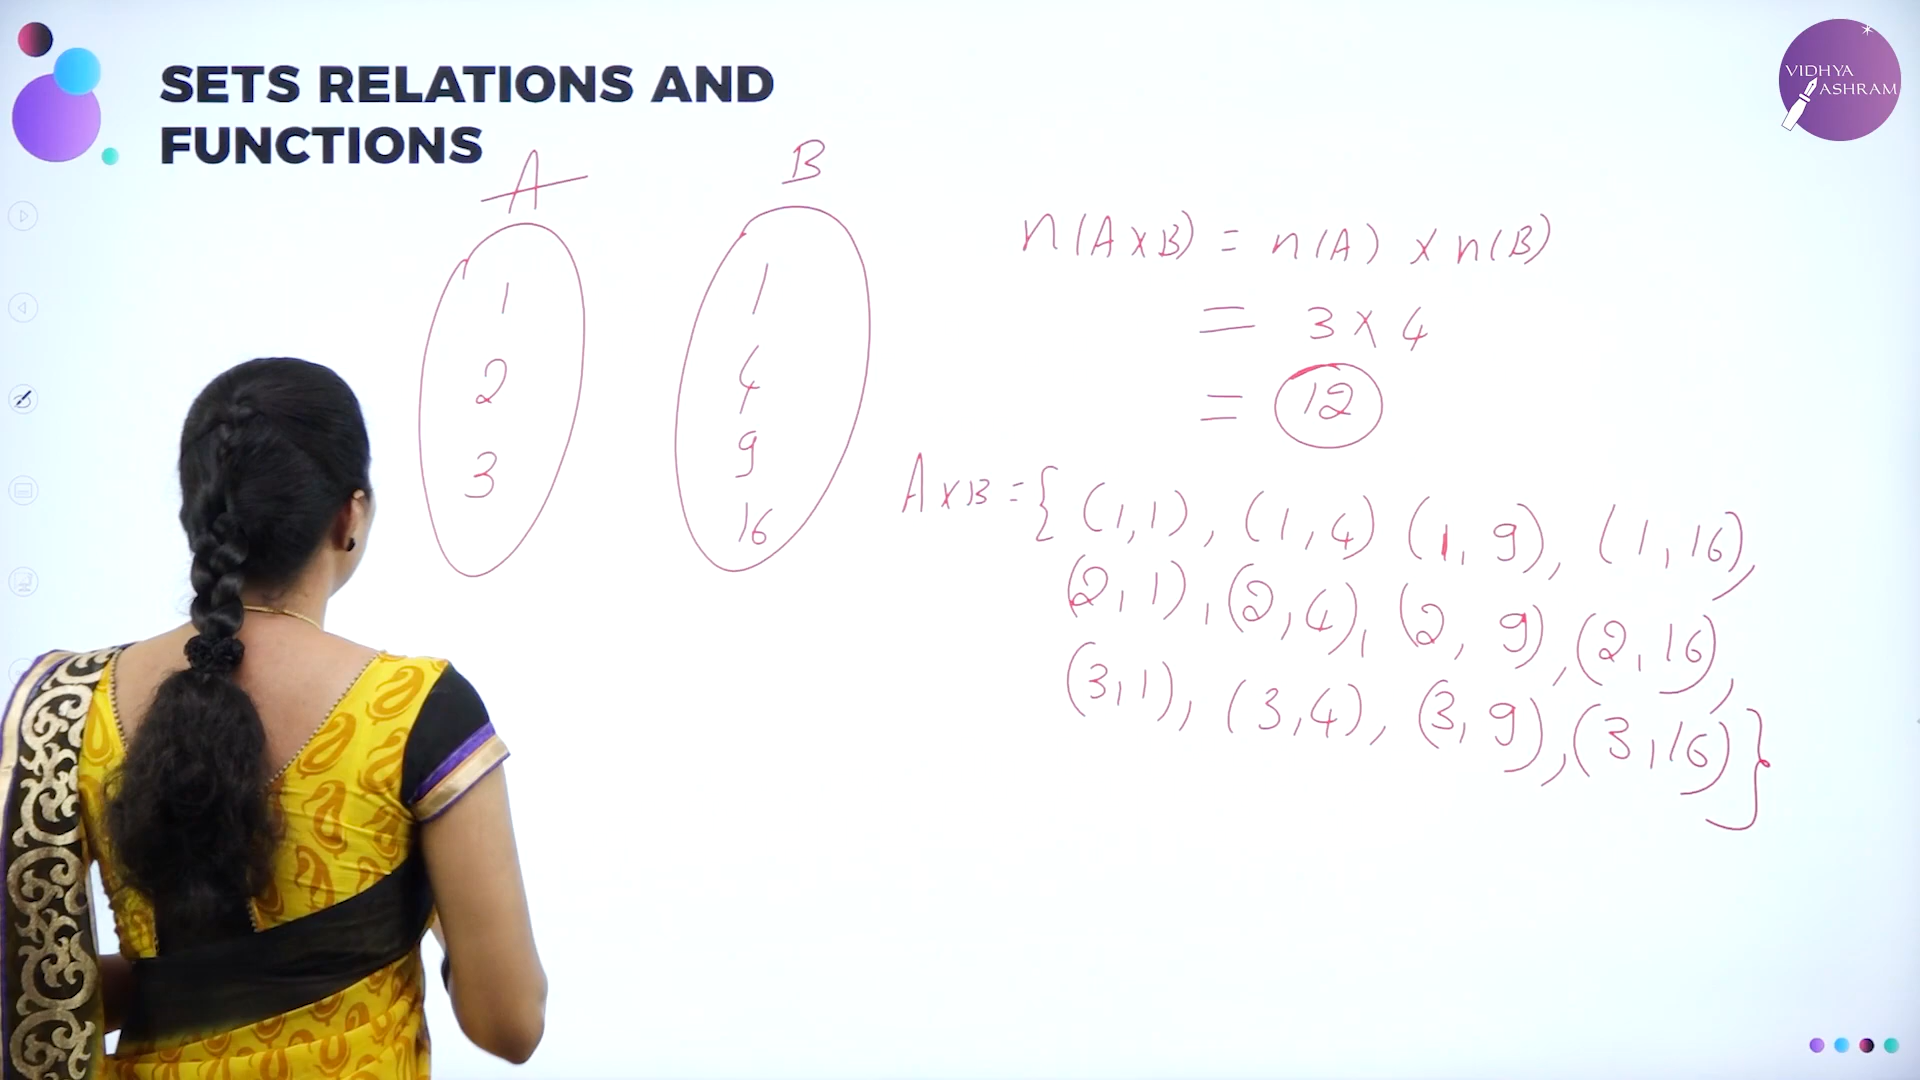 SETS RELATIONS AND
FUNCTIONS
VIDHYA
ASHRAM
A
B
1
2
3
1
4
9
16
n(A×B) = n(A) × n(B)
= 3×4
= 12
A×B = { (1,1), (1,4) (1,9), (1,16),
(2,1), (2,4), (2,9), (2,16),
(3,1), (3,4), (3,9), (3,16) }